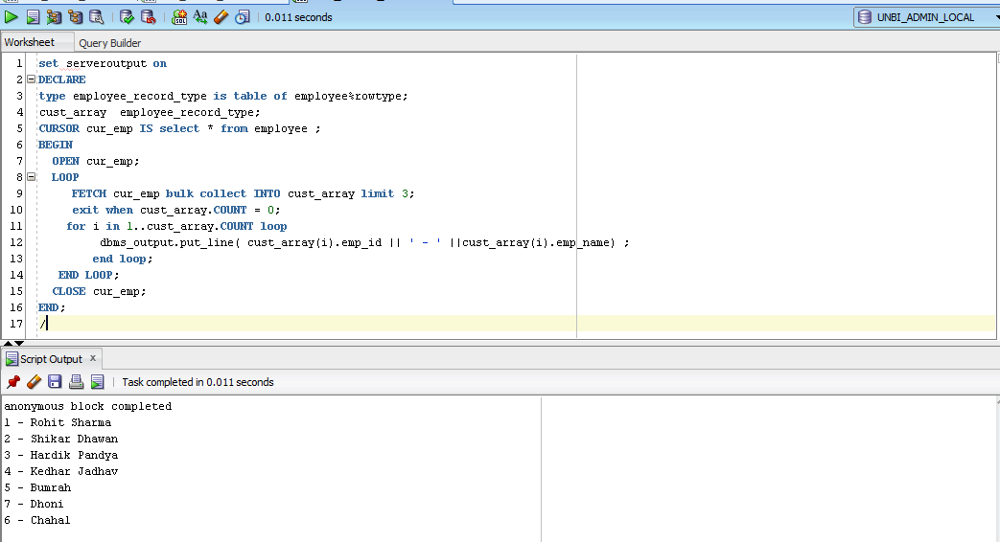 0.011 seconds
UNBI_ADMIN_LOCAL
Worksheet Query Builder
1 set serveroutput on
2 DECLARE
3 type employee_record_type is table of employee%rowtype;
4 cust_array  employee_record_type;
5 CURSOR cur_emp IS select * from employee ;
6 BEGIN
7   OPEN cur_emp;
8   LOOP
9      FETCH cur_emp bulk collect INTO cust_array limit 3;
10      exit when cust_array.COUNT = 0;
11     for i in 1..cust_array.COUNT loop
12          dbms_output.put_line( cust_array(i).emp_id || ' - ' ||cust_array(i).emp_name) ;
13         end loop;
14    END LOOP;
15   CLOSE cur_emp;
16 END;
17 /
Script Output x
Task completed in 0.011 seconds
anonymous block completed
1 - Rohit Sharma
2 - Shikar Dhawan
3 - Hardik Pandya
4 - Kedhar Jadhav
5 - Bumrah
7 - Dhoni
6 - Chahal